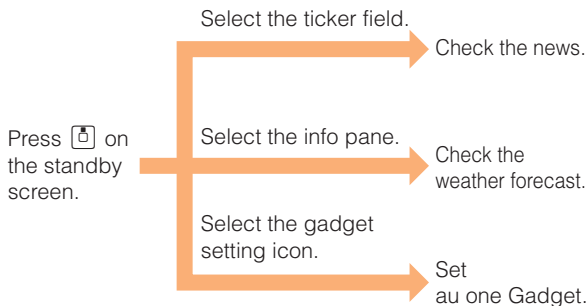 Select the ticker field.
Check the news.
Press on
the standby
screen.
Select the info pane.
Check the
weather forecast.
Select the gadget
setting icon.
Set
au one Gadget.